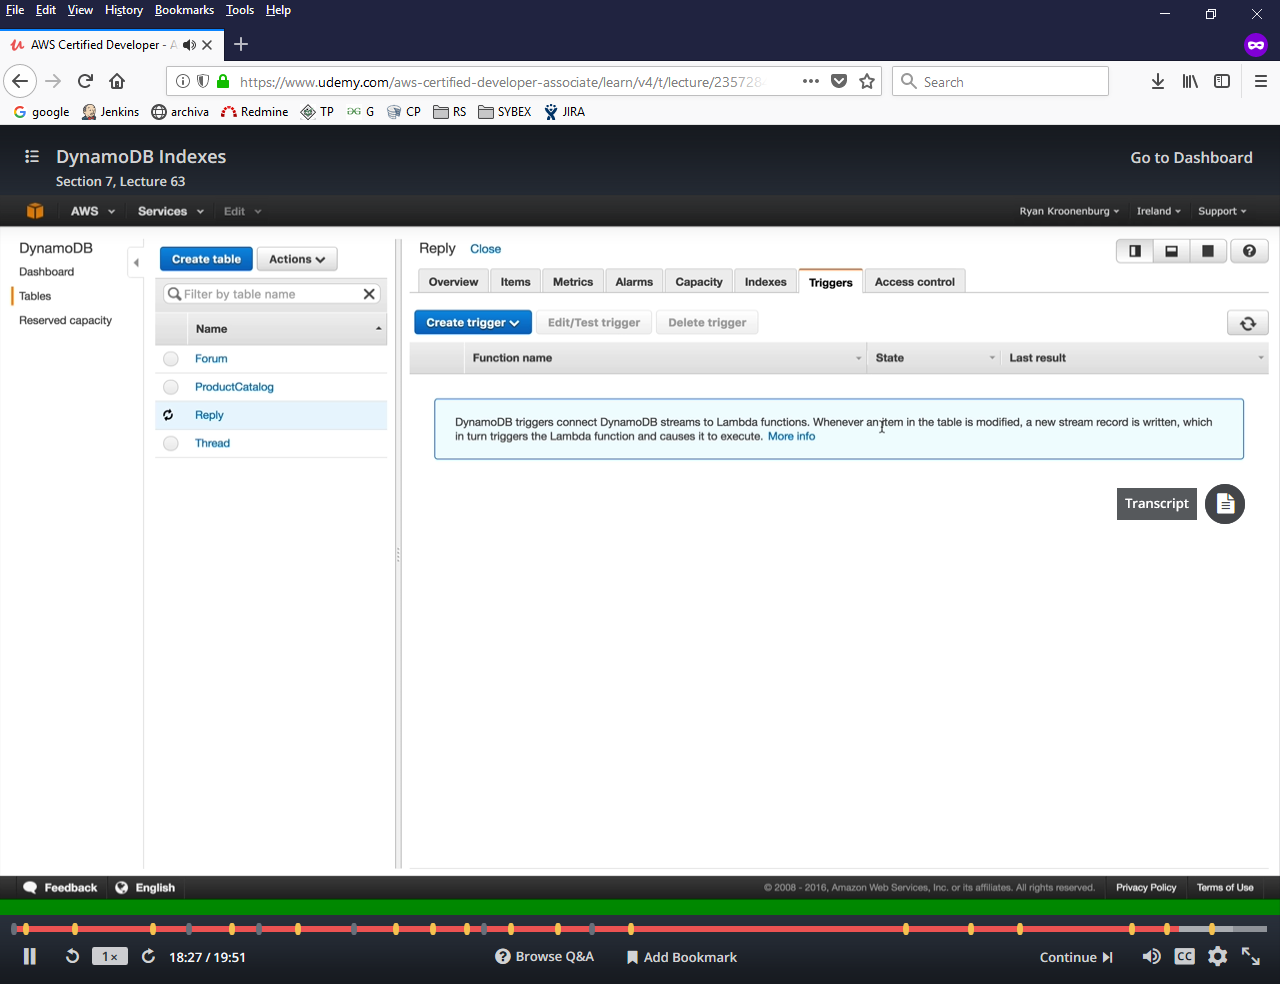 File Edit View History Bookmarks Tools Help
AWS Certified Developer - A
https://www.udemy.com/aws-certified-developer-associate/learn/v4/t/lecture/235728
Search
google Jenkins archiva Redmine TP G CP RS SYBEX JIRA
DynamoDB Indexes
Go to Dashboard
Section 7, Lecture 63
AWS Services Edit Ryan Kroonenburg Ireland Support
DynamoDB
Dashboard
Tables
Reserved capacity
Create table Actions
Filter by table name
Name
Forum
ProductCatalog
Reply
Thread
Reply Close
Overview Items Metrics Alarms Capacity Indexes Triggers Access control
Create trigger Edit/Test trigger Delete trigger
Function name State Last result
DynamoDB triggers connect DynamoDB streams to Lambda functions. Whenever an item in the table is modified, a new stream record is written, which
in turn triggers the Lambda function and causes it to execute. More info
Transcript
Feedback English © 2008 - 2016, Amazon Web Services, Inc. or its affiliates. All rights reserved. Privacy Policy Terms of Use
1x 18:27 / 19:51 ? Browse Q&A Add Bookmark Continue CC